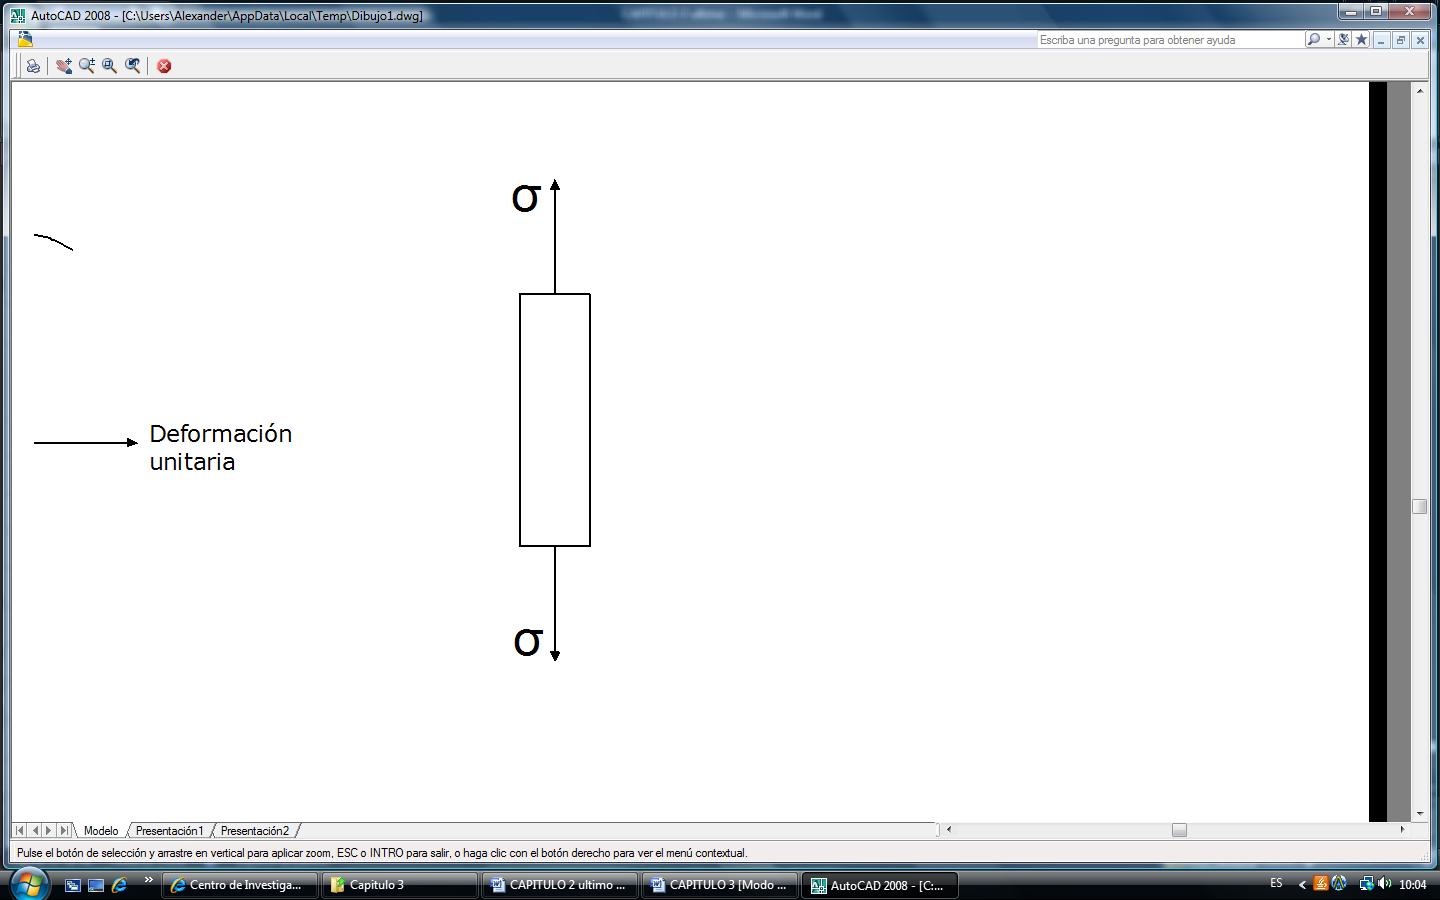 AutoCAD 2008 - [C:\Users\Alexander\AppData\Local\Temp\Dibujo1.dwg]
Escriba una pregunta para obtener ayuda
σ
Deformación
unitaria
σ
Modelo Presentación1 Presentación2
Pulse el botón de selección y arrastre en vertical para aplicar zoom, ESC o INTRO para salir, o haga clic con el botón derecho para ver el menú contextual.
Centro de Investiga... Capitulo 3 CAPITULO 2 ultimo ... CAPITULO 3 [Modo ... AutoCAD 2008 - [C:... ES 10:04